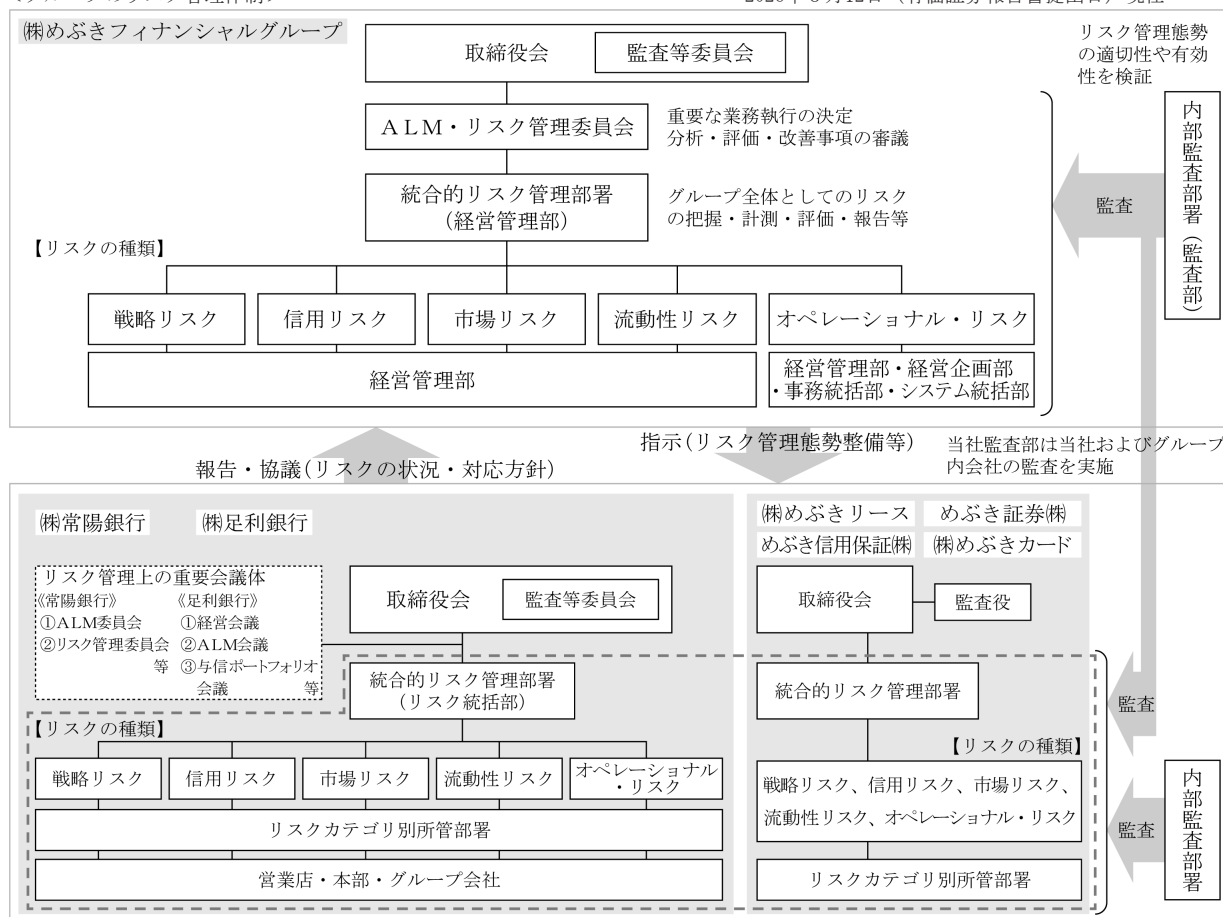 ㈱めぶきフィナンシャルグループ
取締役会
監査等委員会
リスク管理態勢
の適切性や有効
性を検証
ALM・リスク管理委員会
重要な業務執行の決定
分析・評価・改善事項の審議
統合的リスク管理部署
(経営管理部)
グループ全体としてのリスク
の把握・計測・評価・報告等
監査
内部監査部署(監査部)
【リスクの種類】
戦略リスク
信用リスク
市場リスク
流動性リスク
オペレーショナル・リスク
経営管理部
経営管理部・経営企画部
・事務統括部・システム統括部
報告・協議(リスクの状況・対応方針)
指示(リスク管理態勢整備等)
当社監査部は当社およびグループ
内会社の監査を実施
㈱常陽銀行
㈱足利銀行
リスク管理上の重要会議体
《常陽銀行》
①ALM委員会
②リスク管理委員会
等
《足利銀行》
①経営会議
②ALM会議
③与信ポートフォリオ
会議 等
取締役会
監査等委員会
統合的リスク管理部署
(リスク統括部)
【リスクの種類】
戦略リスク
信用リスク
市場リスク
流動性リスク
オペレーショナル
・リスク
リスクカテゴリ別所管部署
営業店・本部・グループ会社
㈱めぶきリース
めぶき証券㈱
めぶき信用保証㈱
㈱めぶきカード
取締役会
監査役
統合的リスク管理部署
【リスクの種類】
戦略リスク、信用リスク、市場リスク、
流動性リスク、オペレーショナル・リスク
リスクカテゴリ別所管部署
監査
監査
内部監査部署